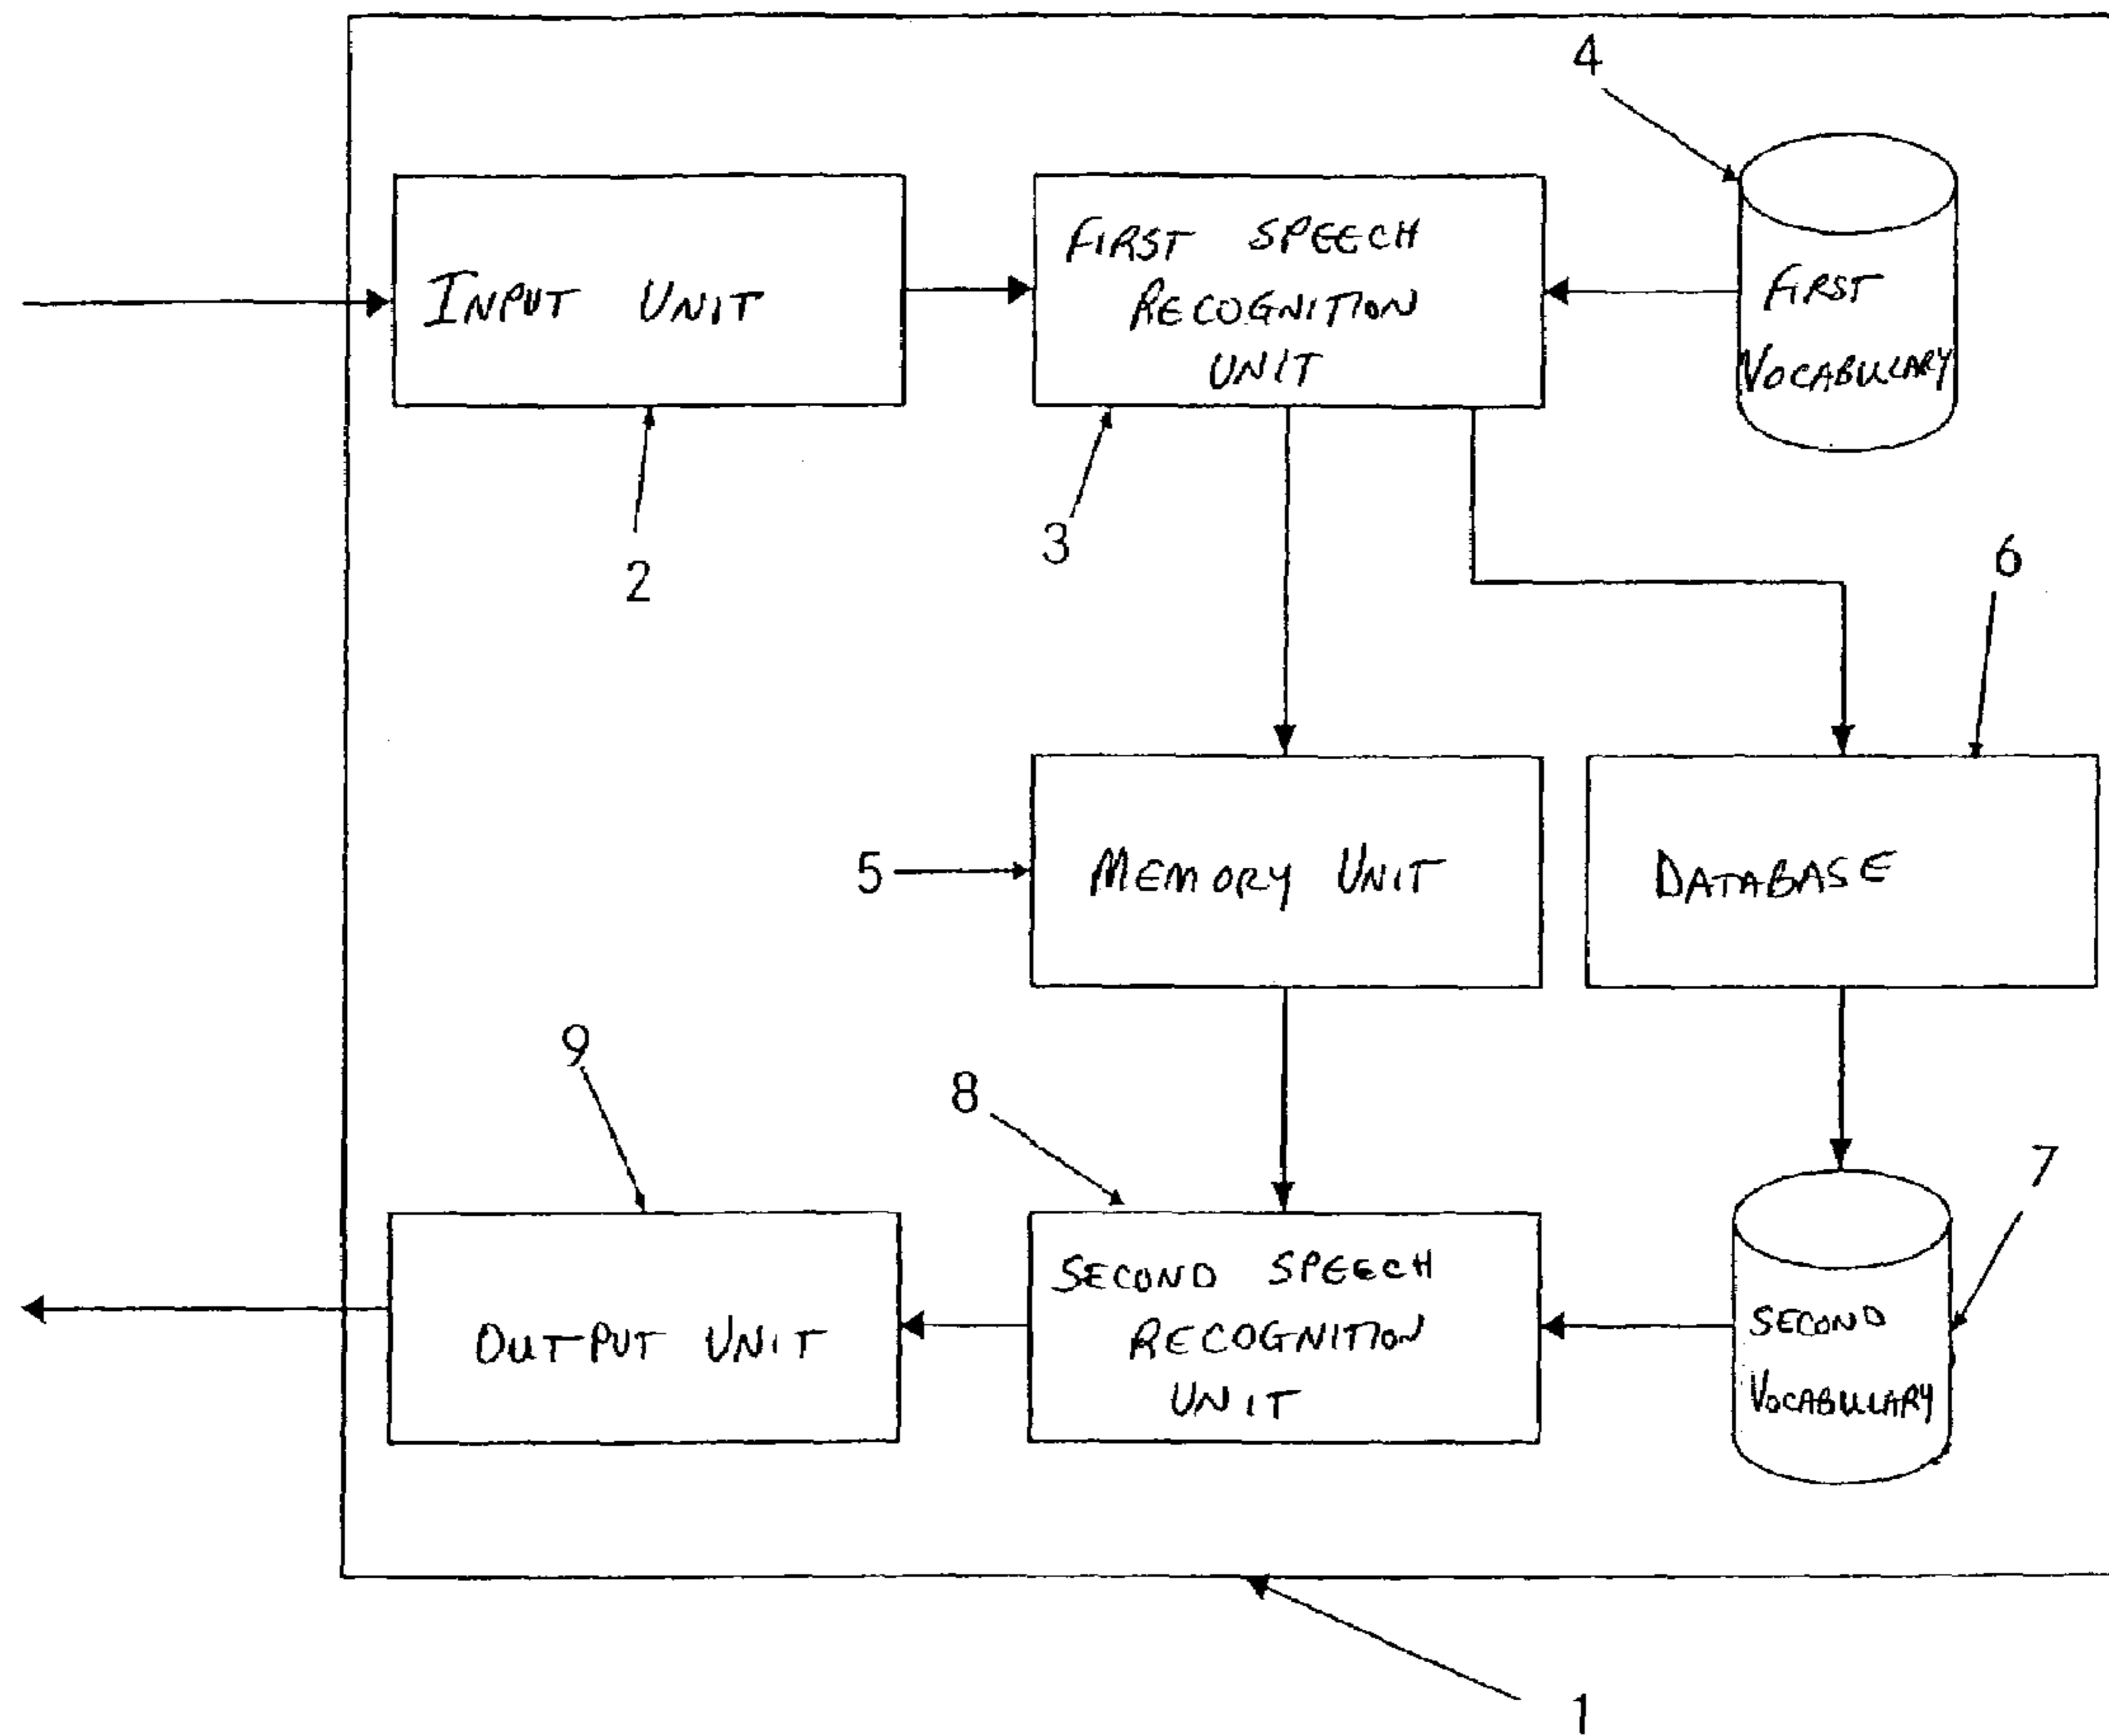 4
FIRST SPEECH
RECOGNITION
UNIT
INPUT UNIT
FIRST
VOCABULARY
3
2
6
5
MEMORY UNIT
DATABASE
9
8
7
SECOND SPEECH
RECOGNITION
UNIT
OUTPUT UNIT
SECOND
VOCABULARY
1